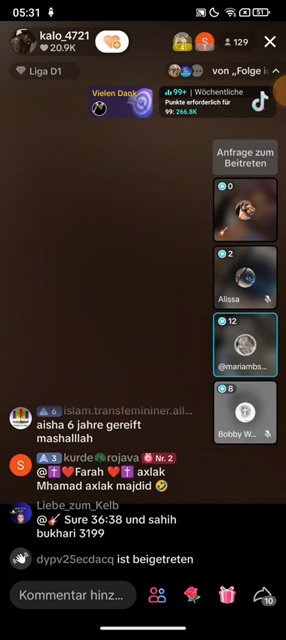 05:31
51
kalo_4721
20.9K
129
Liga D1
von „Folge i
Vielen Dank
99+ | Wöchentliche
Punkte erforderlich für
99: 266.8K
Anfrage zum
Beitreten
0
2
Alissa
12
@mariambs...
8
Bobby W...
6 islam.transfemininer.ali...
aisha 6 jahre gereift
mashalllah
S
3 kurde rojava Nr. 2
@✝️❤️Farah ❤️✝️ axlak
Mhamad axlak majdid 🤣
Liebe_zum_Kelb
@🎸 Sure 36:38 und sahih
bukhari 3199
dypv25ecdacq ist beigetreten
Kommentar hinz...
10